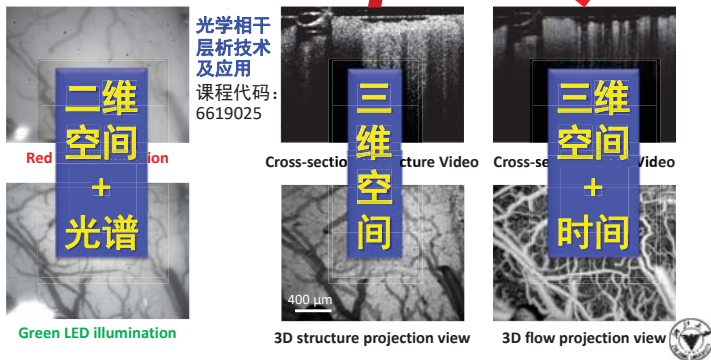 光学相干
层析技术
及应用
课程代码：
6619025
二维
空间
+
光谱
三
维
空
间
三维
空间
+
时间
Red
Cross-section
Video
Video
400 µm
Green LED illumination
3D structure projection view
3D flow projection view